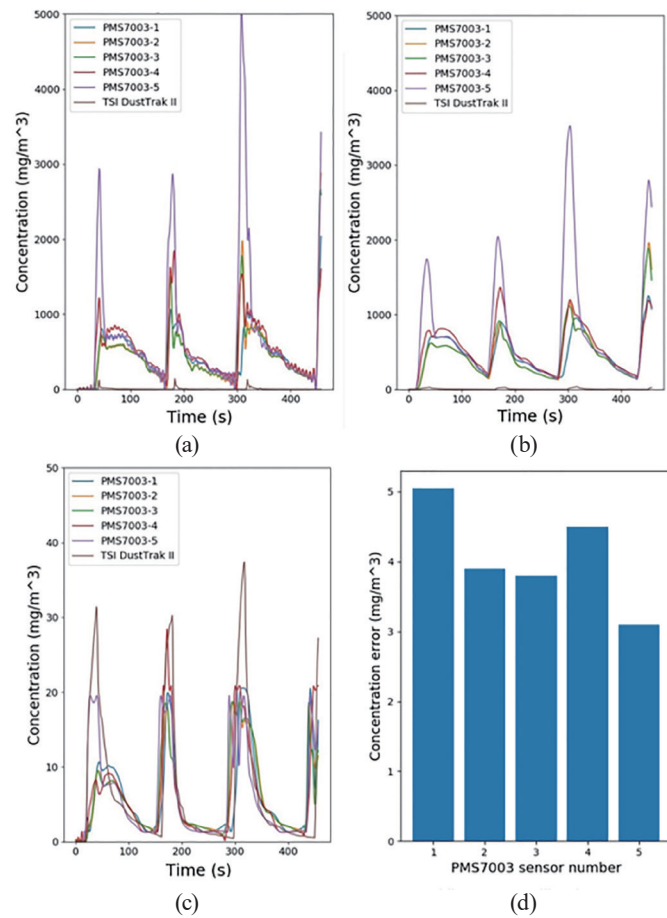 5000
4000
3000
2000
1000
0
Concentration (mg/m^3)
PMS7003-1
PMS7003-2
PMS7003-3
PMS7003-4
PMS7003-5
TSI DustTrak II
0 100 200 300 400
Time (s)
(a)
5000
4000
3000
2000
1000
0
Concentration (mg/m^3)
PMS7003-1
PMS7003-2
PMS7003-3
PMS7003-4
PMS7003-5
TSI DustTrak II
0 100 200 300 400
Time (s)
(b)
50
40
30
20
10
0
Concentration (mg/m^3)
PMS7003-1
PMS7003-2
PMS7003-3
PMS7003-4
PMS7003-5
TSI DustTrak II
0 100 200 300 400
Time (s)
(c)
5
4
3
2
1
0
Concentration error (mg/m^3)
1 2 3 4 5
PMS7003 sensor number
(d)